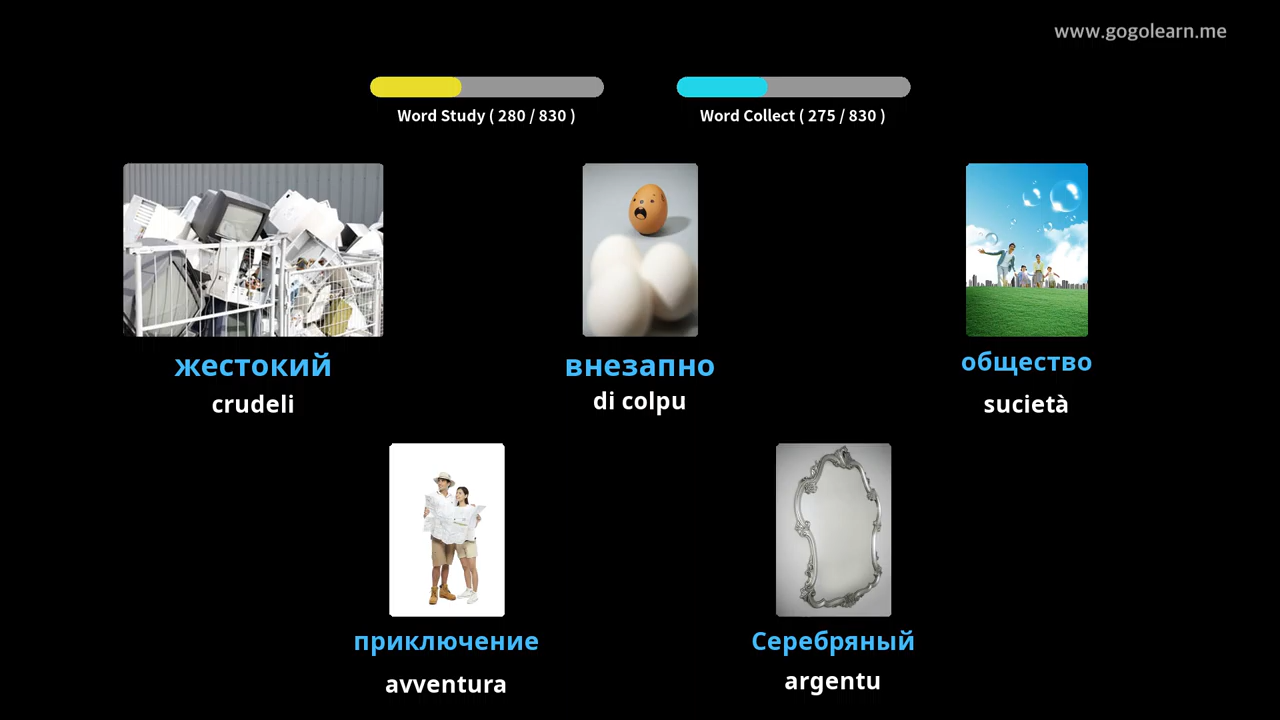 www.gogolearn.me
Word Study ( 280 / 830 )
Word Collect ( 275 / 830 )
жестокий
crudeli
внезапно
di colpu
общество
sucietà
приключение
avventura
Серебряный
argentu